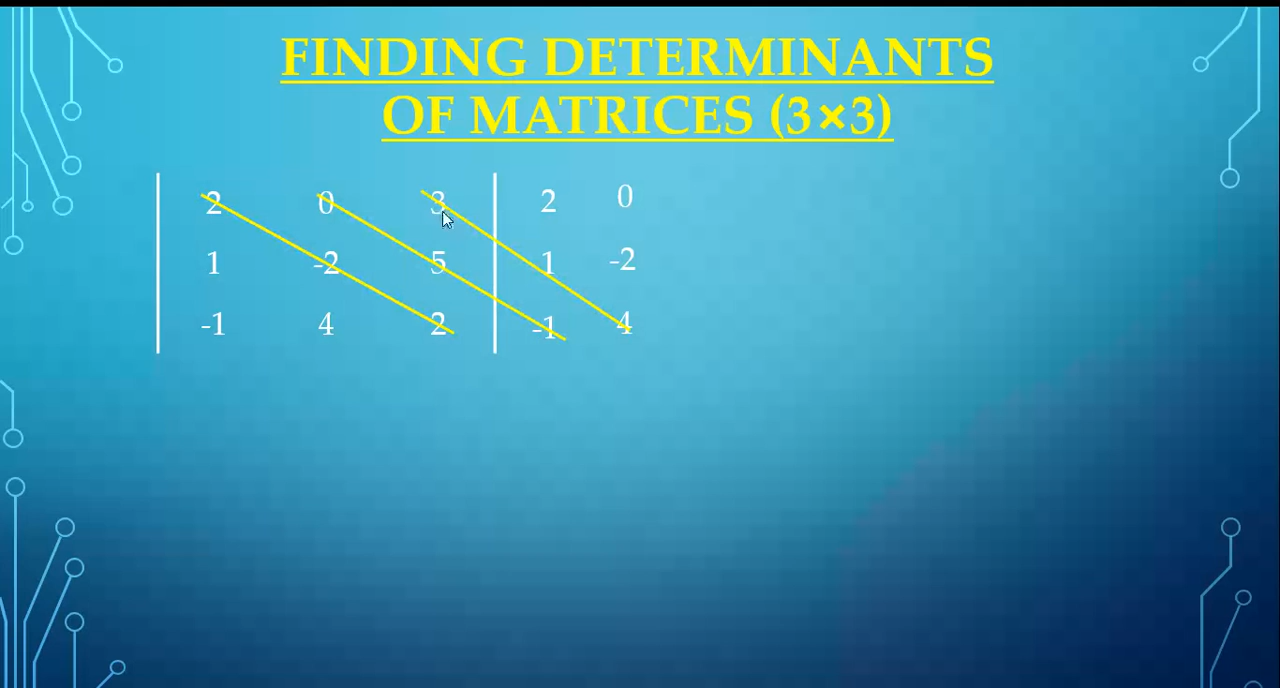 FINDING DETERMINANTS
OF MATRICES (3×3)
2 0 3 2 0
1 -2 5 1 -2
-1 4 2 -1 4